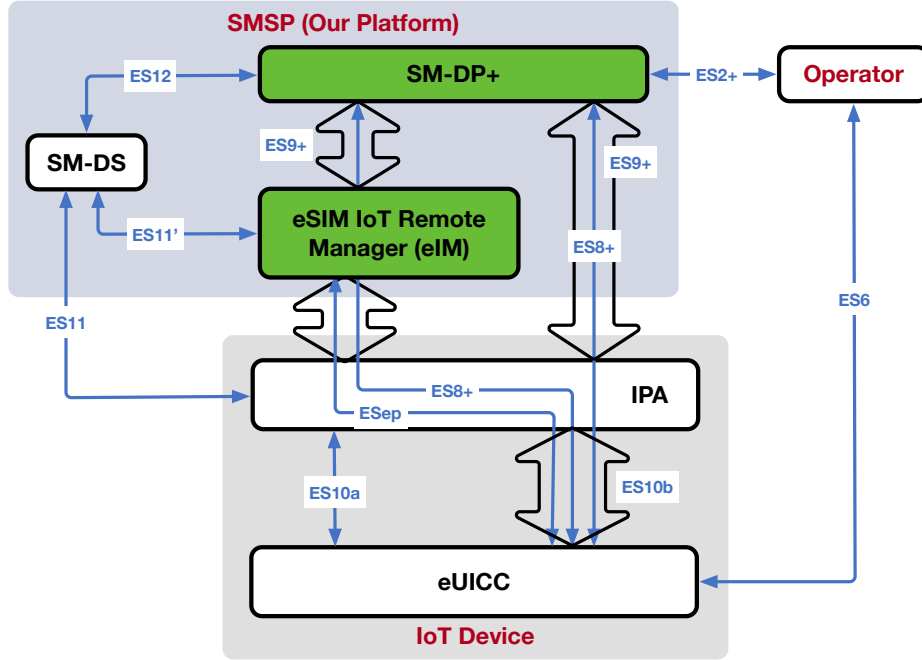 SMSP (Our Platform)
SM-DP+
ES12
ES2+
Operator
ES9+
ES9+
SM-DS
eSIM IoT Remote
Manager (eIM)
ES11’
ES8+
ES11
ES6
IPA
ES8+
ESep
ES10a
ES10b
eUICC
IoT Device